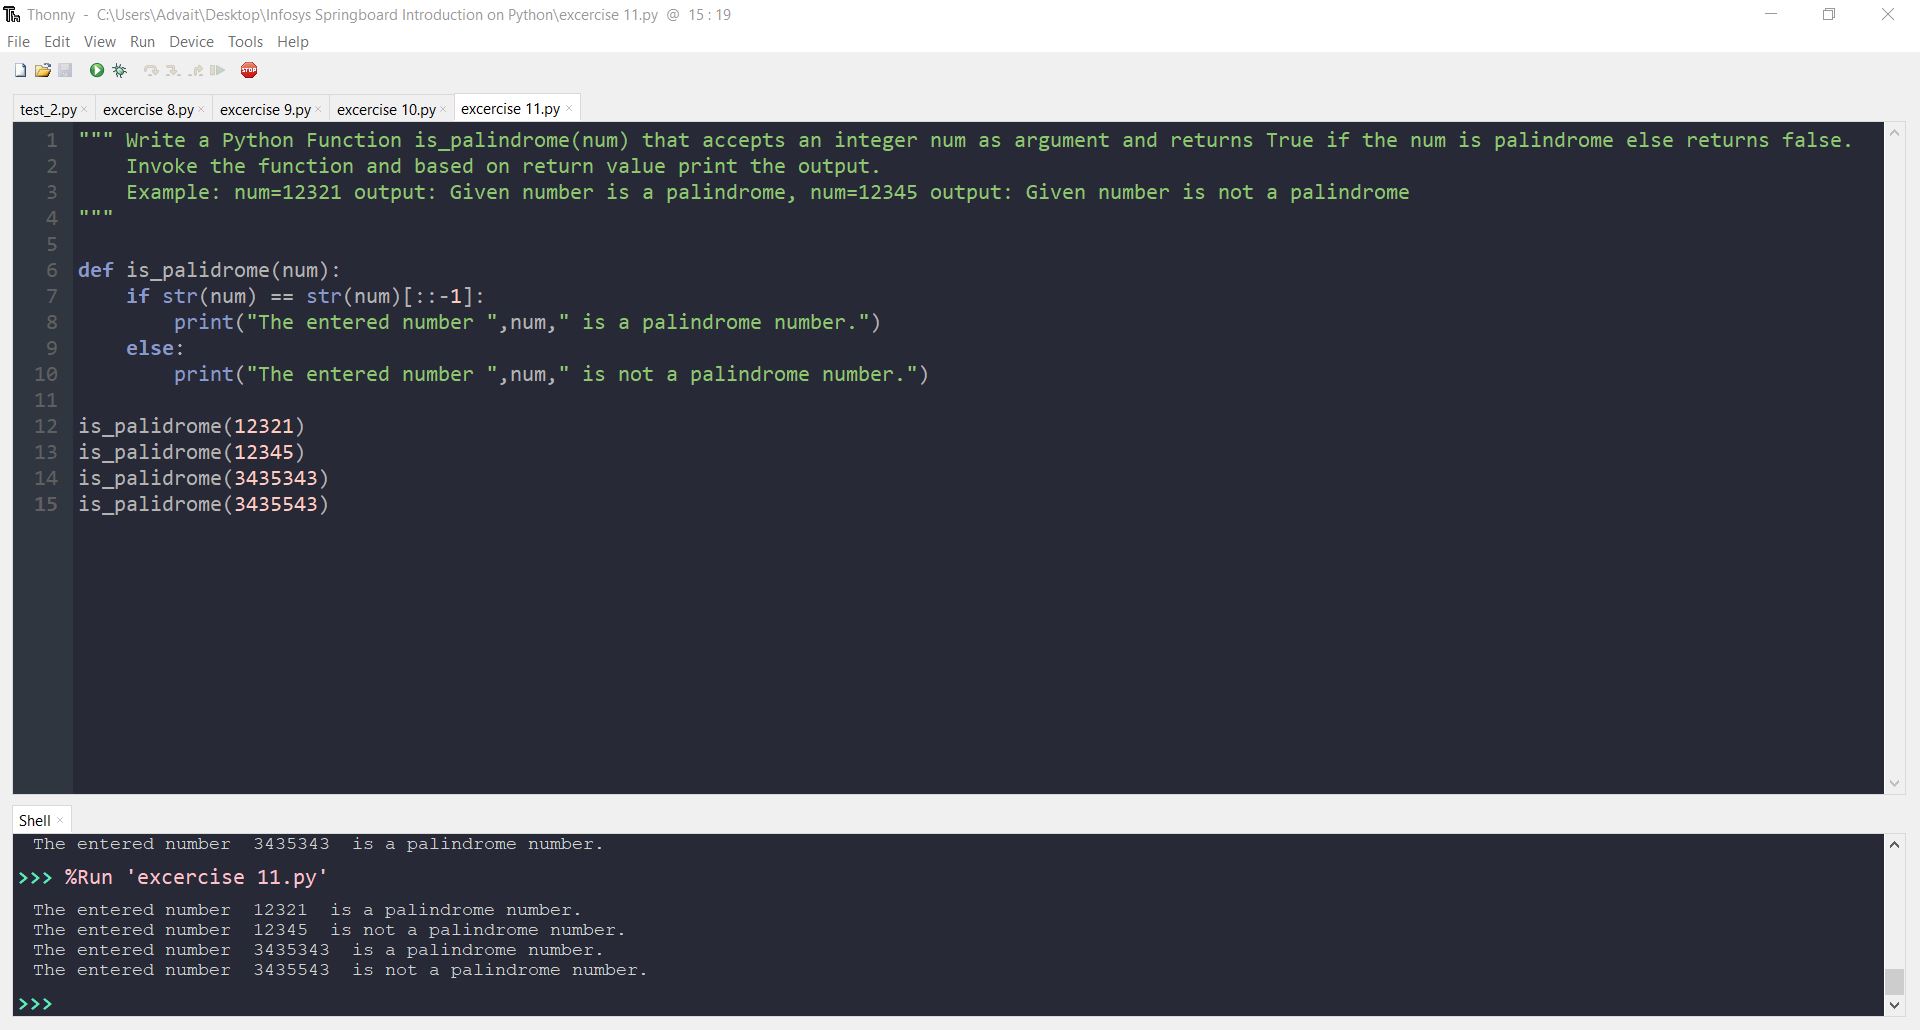 Thonny - C:\Users\Advait\Desktop\Infosys Springboard Introduction on Python\excercise 11.py @ 15 : 19
File Edit View Run Device Tools Help
STOP
test_2.py × excercise 8.py × excercise 9.py × excercise 10.py × excercise 11.py ×
1 """ Write a Python Function is_palindrome(num) that accepts an integer num as argument and returns True if the num is palindrome else returns false.
2     Invoke the function and based on return value print the output.
3     Example: num=12321 output: Given number is a palindrome, num=12345 output: Given number is not a palindrome
4 """
5
6 def is_palidrome(num):
7     if str(num) == str(num)[::-1]:
8         print("The entered number ",num," is a palindrome number.")
9     else:
10         print("The entered number ",num," is not a palindrome number.")
11
12 is_palidrome(12321)
13 is_palidrome(12345)
14 is_palidrome(3435343)
15 is_palidrome(3435543)
Shell ×
The entered number  3435343  is a palindrome number.
>>> %Run 'excercise 11.py'
The entered number  12321  is a palindrome number.
The entered number  12345  is not a palindrome number.
The entered number  3435343  is a palindrome number.
The entered number  3435543  is not a palindrome number.
>>>